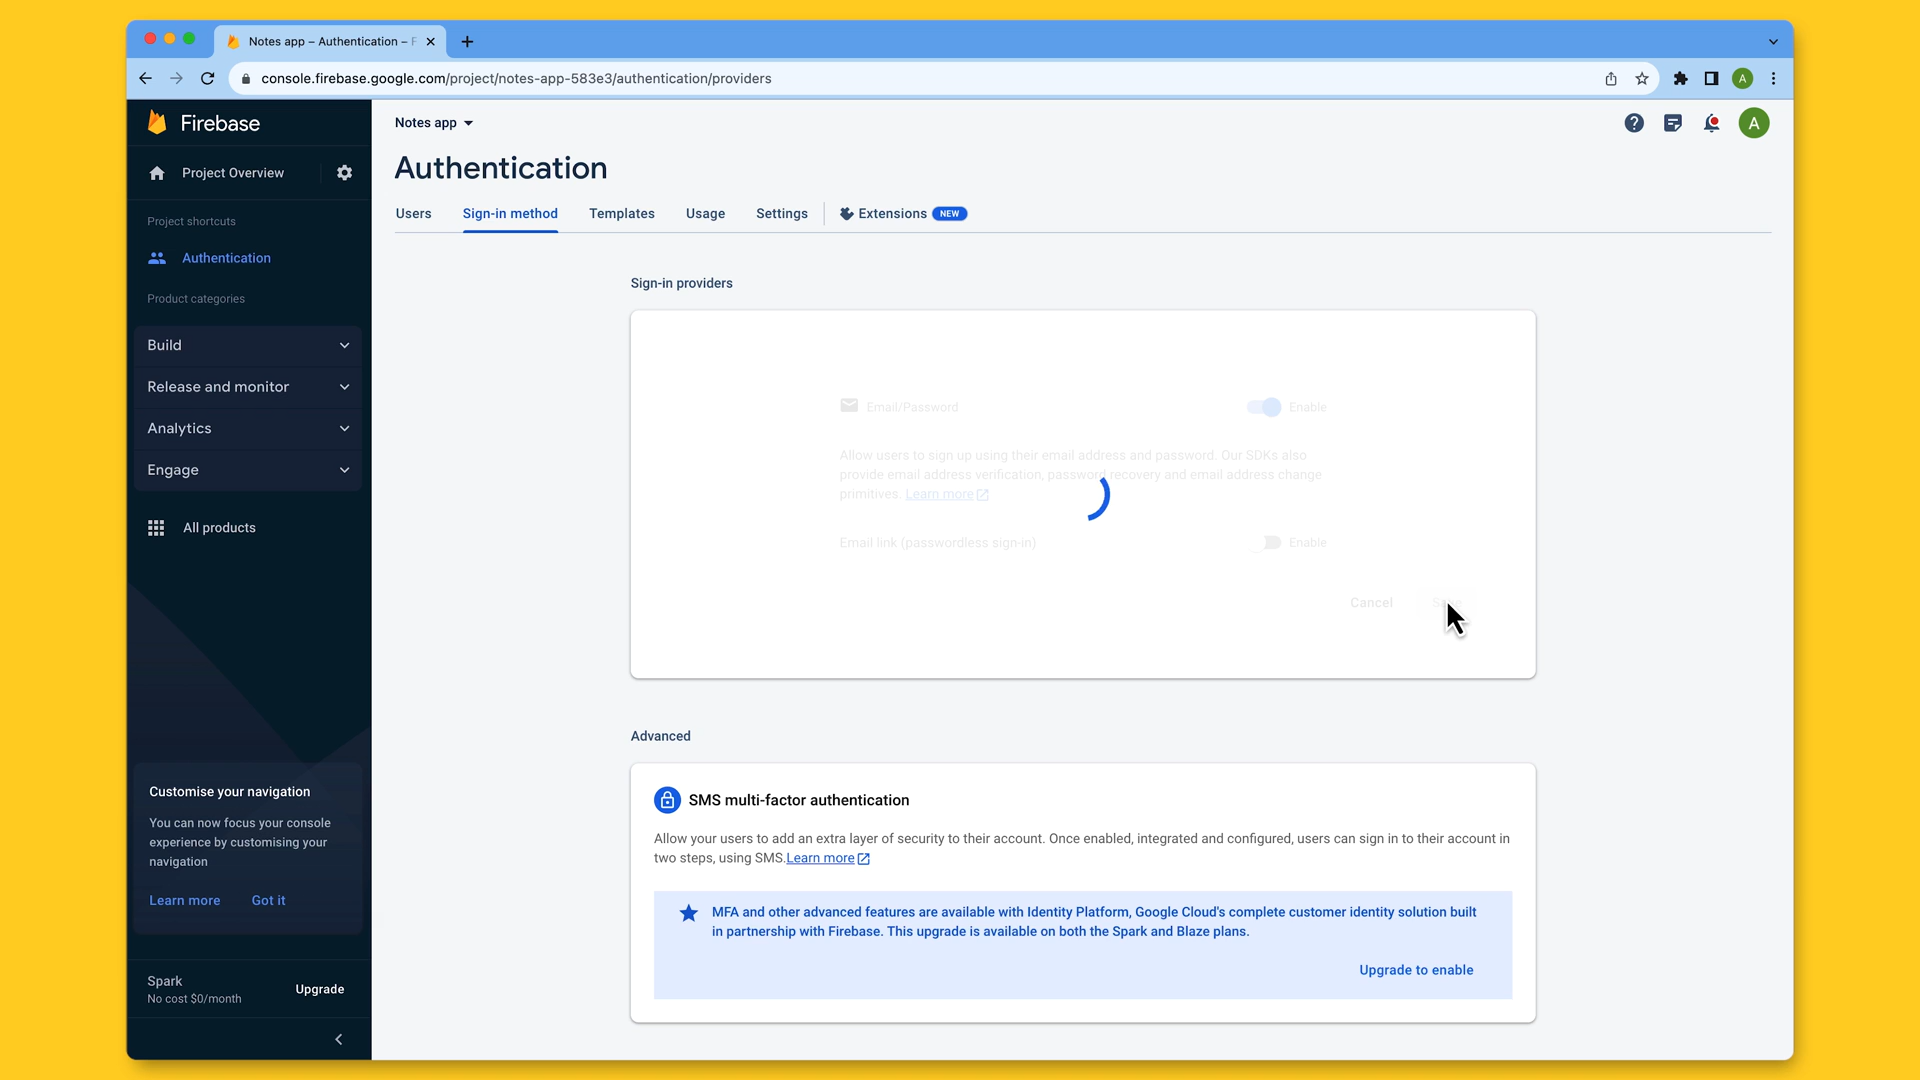 Notes app – Authentication – F
console.firebase.google.com/project/notes-app-583e3/authentication/providers
A
Firebase
Notes app
A
Project Overview
Authentication
Users
Sign-in method
Templates
Usage
Settings
Extensions
NEW
Project shortcuts
Authentication
Product categories
Build
Release and monitor
Analytics
Engage
All products
Sign-in providers
Email/Password
Enable
Allow users to sign up using their email address and password. Our SDKs also
provide email address verification, password recovery and email address change
primitives. Learn more
Email link (passwordless sign-in)
Enable
Cancel
Advanced
SMS multi-factor authentication
Allow your users to add an extra layer of security to their account. Once enabled, integrated and configured, users can sign in to their account in
two steps, using SMS.Learn more
MFA and other advanced features are available with Identity Platform, Google Cloud's complete customer identity solution built
in partnership with Firebase. This upgrade is available on both the Spark and Blaze plans.
Upgrade to enable
Customise your navigation
You can now focus your console
experience by customising your
navigation
Learn more
Got it
Spark
No cost $0/month
Upgrade